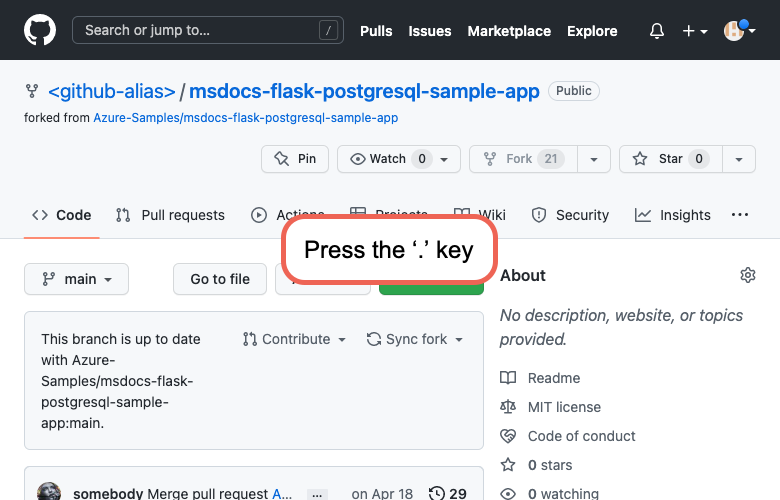 Search or jump to... /
Pulls Issues Marketplace Explore
<github-alias> / msdocs-flask-postgresql-sample-app Public
forked from Azure-Samples/msdocs-flask-postgresql-sample-app
Pin Watch 0 Fork 21 Star 0
Code Pull requests Actions Projects Wiki Security Insights ...
Press the ‘.’ key
main Go to file
This branch is up to date
with Azure-
Samples/msdocs-flask-
postgresql-sample-
app:main.
Contribute Sync fork
somebody Merge pull request A... ... on Apr 18 29
About
No description, website, or topics
provided.
Readme
MIT license
Code of conduct
0 stars
0 watching